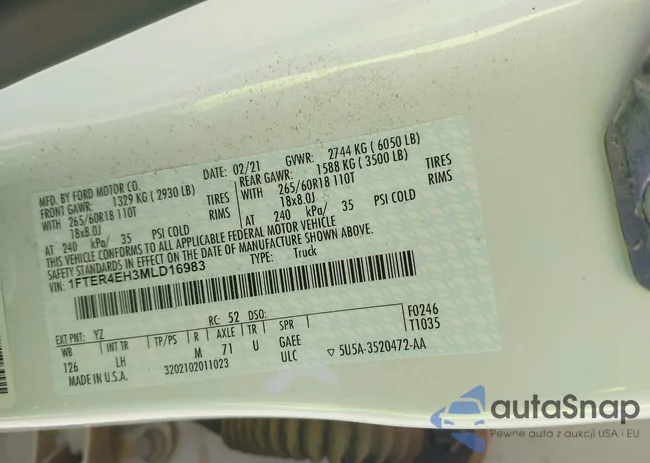 MFD. BY FORD MOTOR CO.
DATE: 02/21 GVWR: 2744 KG ( 6050 LB)
FRONT GAWR: 1329 KG ( 2930 LB) REAR GAWR: 1588 KG ( 3500 LB)
WITH 265/60R18 110T TIRES WITH 265/60R18 110T TIRES
18x8.0J RIMS 18x8.0J RIMS
AT 240 kPa/ 35 PSI COLD AT 240 kPa/ 35 PSI COLD
THIS VEHICLE CONFORMS TO ALL APPLICABLE FEDERAL MOTOR VEHICLE
SAFETY STANDARDS IN EFFECT ON THE DATE OF MANUFACTURE SHOWN ABOVE.
VIN: 1FTER4EH3MLD16983 TYPE: Truck
EXT PNT: YZ RC: 52 DSO: F0246
WB INT TR TP/PS R AXLE TR SPR T1035
126 LH M 71 U GAEE
MADE IN U.S.A. 3202102011023 ULC ▽ 5U5A-3520472-AA
autaSnap
Pewne auta z aukcji USA i EU